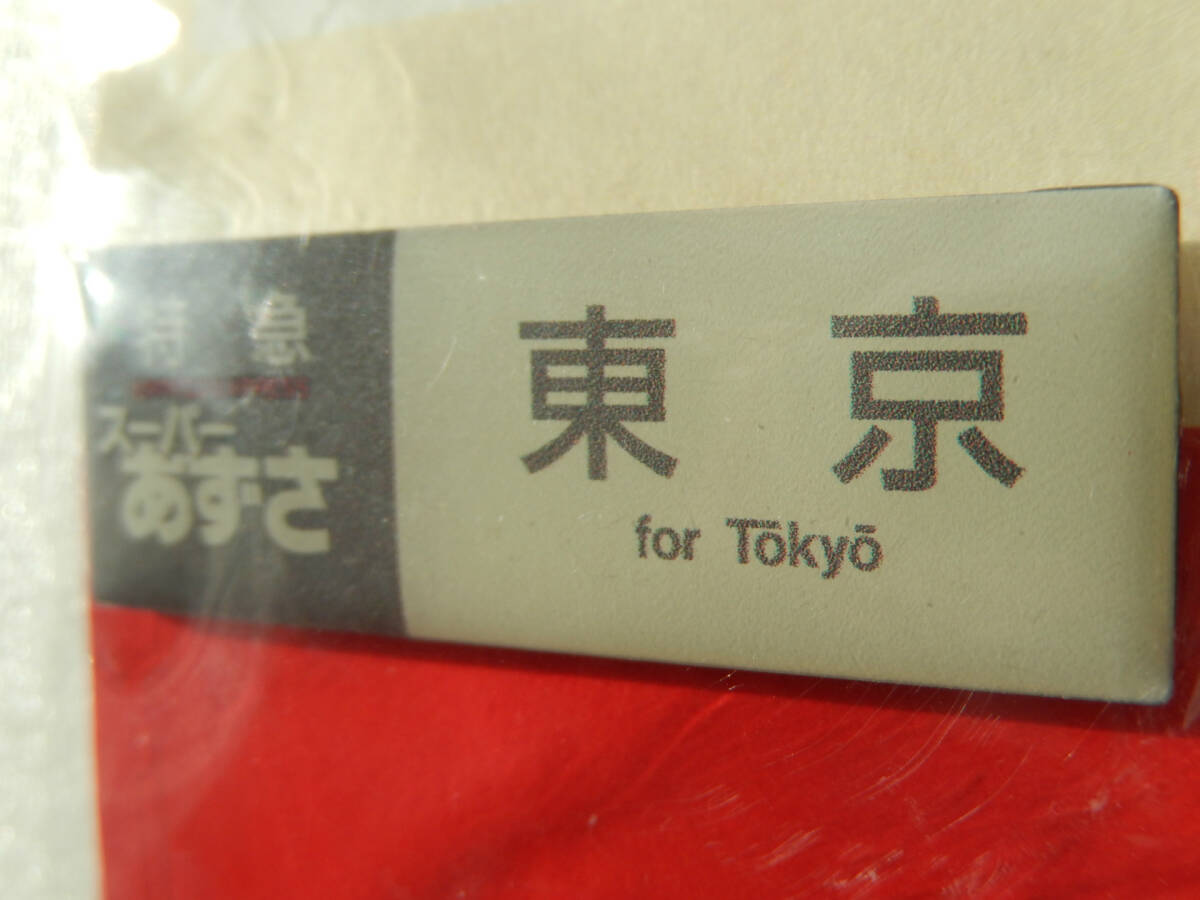 特急
スーパー
あずさ
東京
for Tōkyō